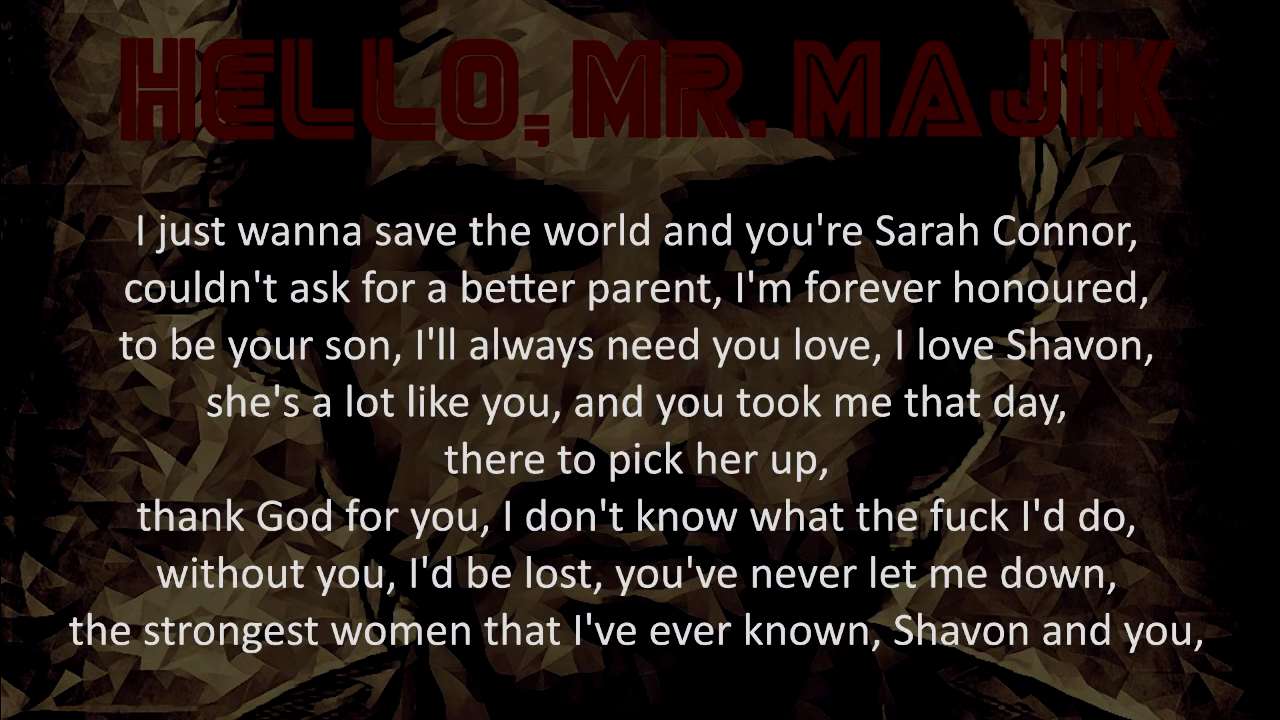 HELLO, MR. MAJIK
I just wanna save the world and you're Sarah Connor,
couldn't ask for a better parent, I'm forever honoured,
to be your son, I'll always need you love, I love Shavon,
she's a lot like you, and you took me that day,
there to pick her up,
thank God for you, I don't know what the fuck I'd do,
without you, I'd be lost, you've never let me down,
the strongest women that I've ever known, Shavon and you,